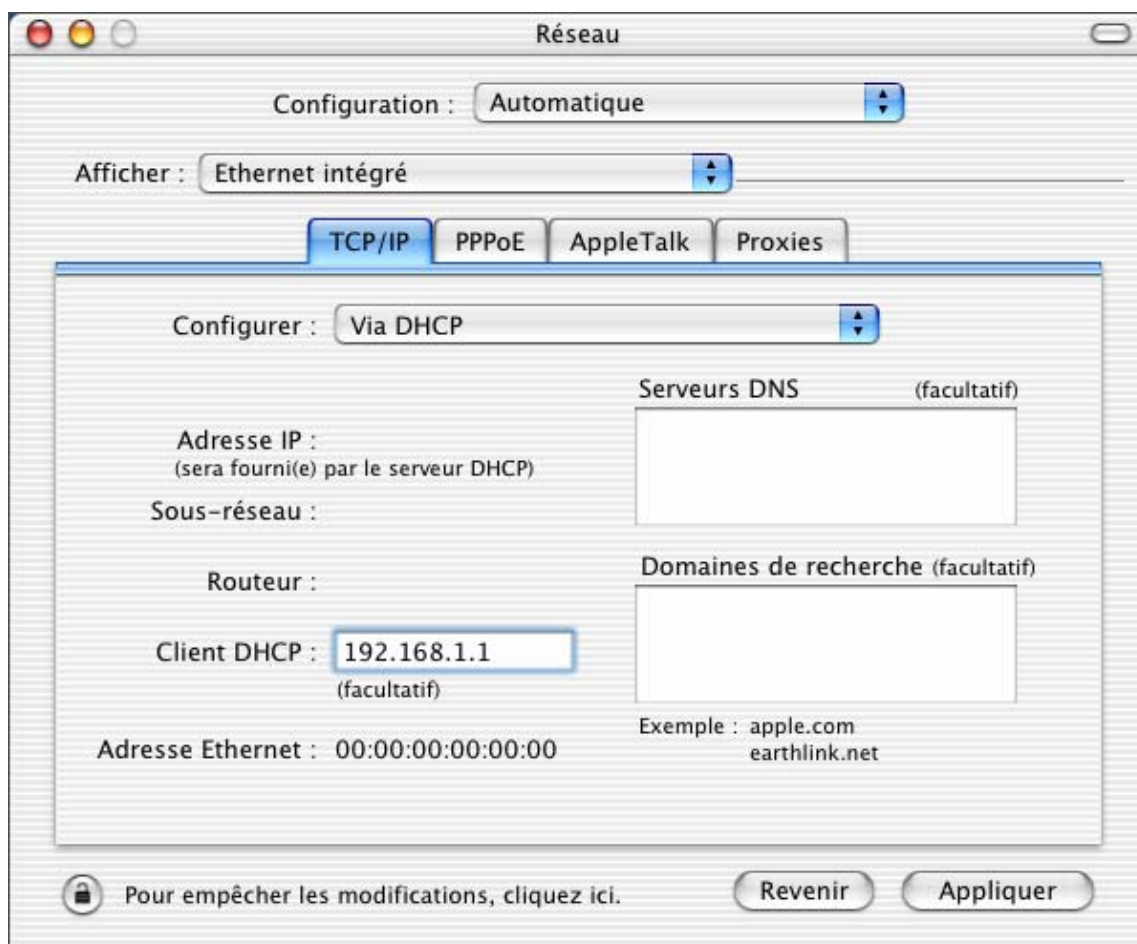 Réseau
Configuration : Automatique
Afficher : Ethernet intégré
TCP/IP PPPoE AppleTalk Proxies
Configurer : Via DHCP
Serveurs DNS (facultatif)
Adresse IP :
(sera fourni(e) par le serveur DHCP)
Sous-réseau :
Domaines de recherche (facultatif)
Routeur :
Client DHCP : 192.168.1.1
(facultatif)
Exemple : apple.com
earthlink.net
Adresse Ethernet : 00:00:00:00:00:00
Pour empêcher les modifications, cliquez ici.
Revenir Appliquer